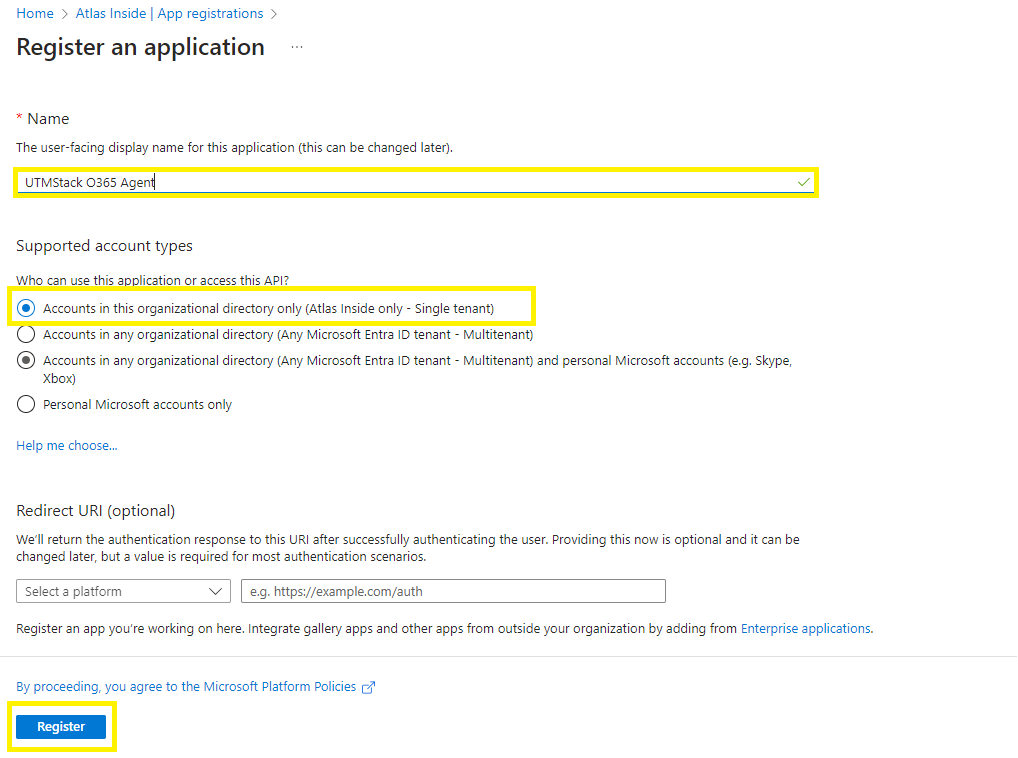 Home > Atlas Inside | App registrations >
Register an application ...
* Name
The user-facing display name for this application (this can be changed later).
UTMStack O365 Agent
Supported account types
Who can use this application or access this API?
Accounts in this organizational directory only (Atlas Inside only - Single tenant)
Accounts in any organizational directory (Any Microsoft Entra ID tenant - Multitenant)
Accounts in any organizational directory (Any Microsoft Entra ID tenant - Multitenant) and personal Microsoft accounts (e.g. Skype,
Xbox)
Personal Microsoft accounts only
Help me choose...
Redirect URI (optional)
We'll return the authentication response to this URI after successfully authenticating the user. Providing this now is optional and it can be
changed later, but a value is required for most authentication scenarios.
Select a platform e.g. https://example.com/auth
Register an app you're working on here. Integrate gallery apps and other apps from outside your organization by adding from Enterprise applications.
By proceeding, you agree to the Microsoft Platform Policies
Register